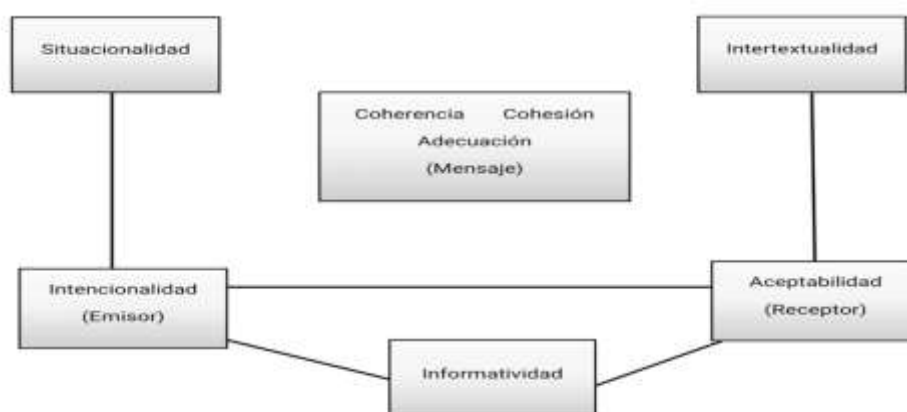 Situacionalidad
Intertextualidad
Coherencia Cohesión
Adecuación
(Mensaje)
Intencionalidad
(Emisor)
Aceptabilidad
(Receptor)
Informatividad